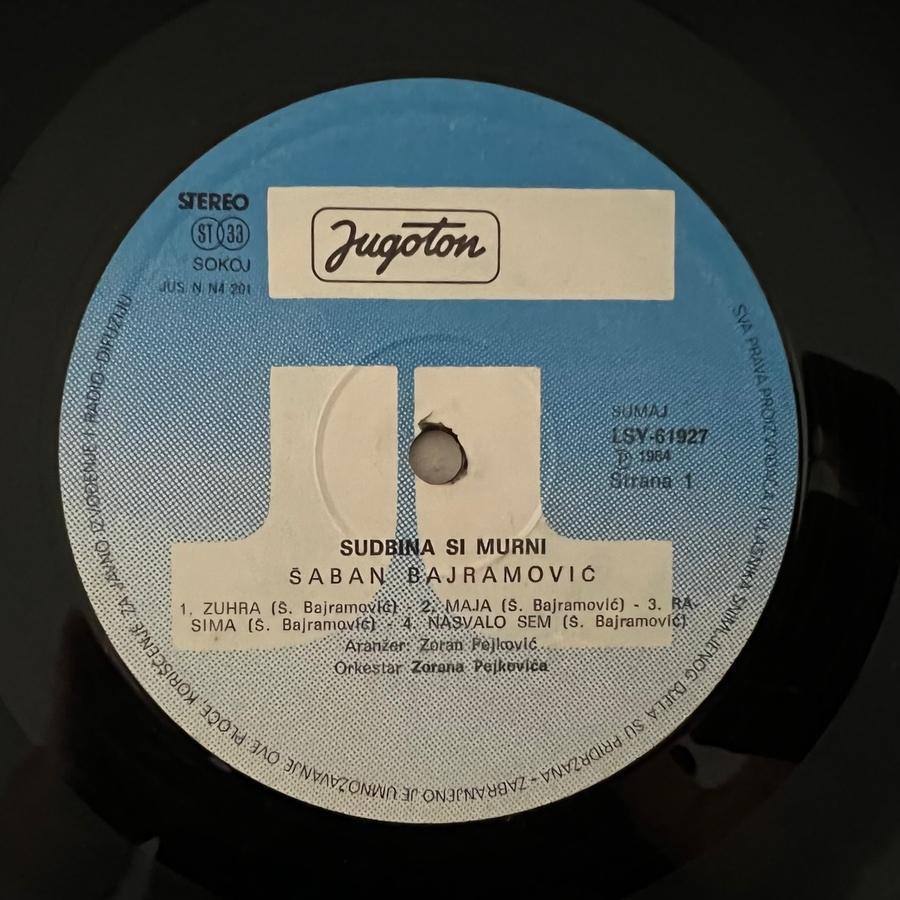 STEREO
ST 33
SOKOJ
JUS. N. N4 201
Jugoton
SUMAJ
LSY-61927
Ⓟ 1984
Strana 1
SUDBINA SI MURNI
ŠABAN BAJRAMOVIĆ
1. ZUHRA (Š. Bajramović) - 2. MAJA (Š. Bajramović) - 3. RA-
SIMA (Š. Bajramović) - 4. NASVALO SEM (Š. Bajramović)
Aranžer: Zoran Pejković
Orkestar Zorana Pejkovića
SVA PRAVA PROIZVOĐAČA I VLASNIKA SNIMLJENOG DJELA SU PRIDRŽANA - ZABRANJENO JE UMNOŽAVANJE OVE PLOČE, KORIŠĆENJE ZA JAVNO IZVOĐENJE I RADIO-DIFUZIJU